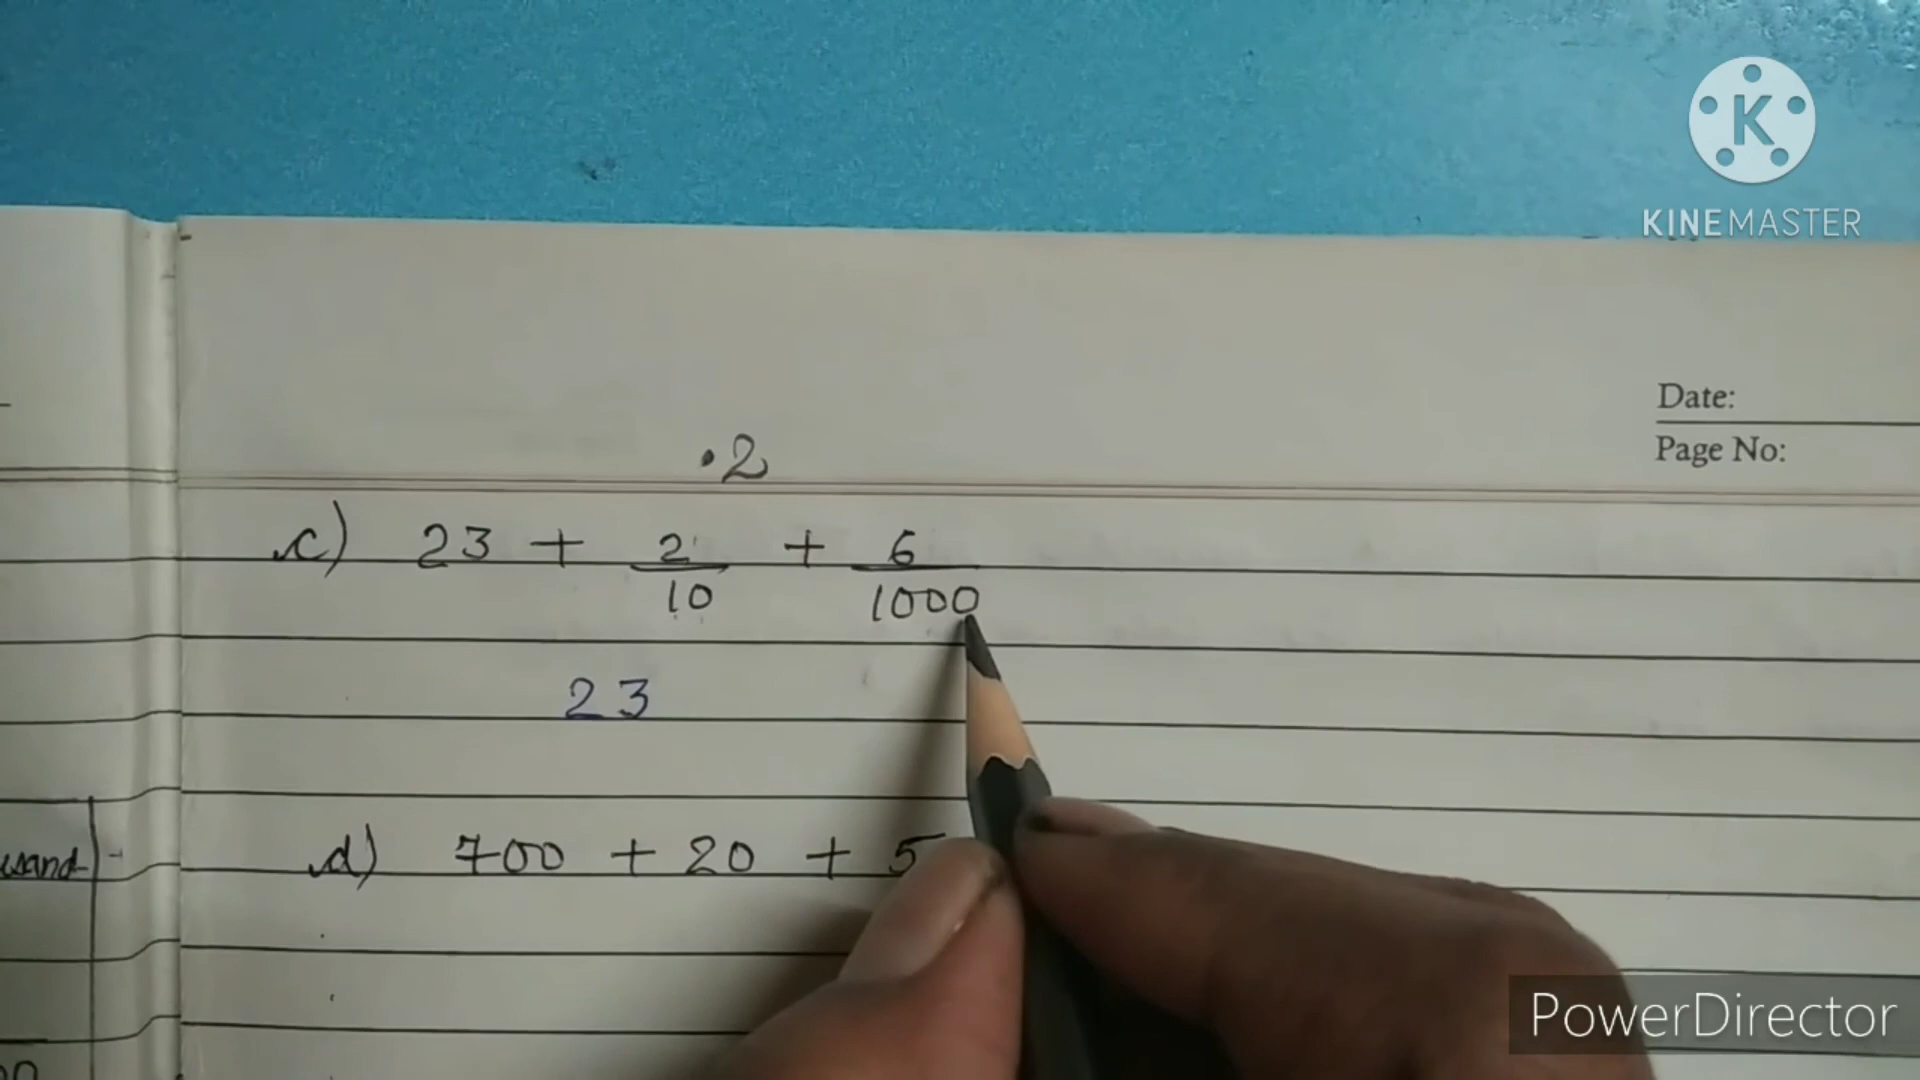 K
KINEMASTER
Date:
Page No:
.2
c) 23 + 2/10 + 6/1000
23
d) 700 + 20 + 5
PowerDirector